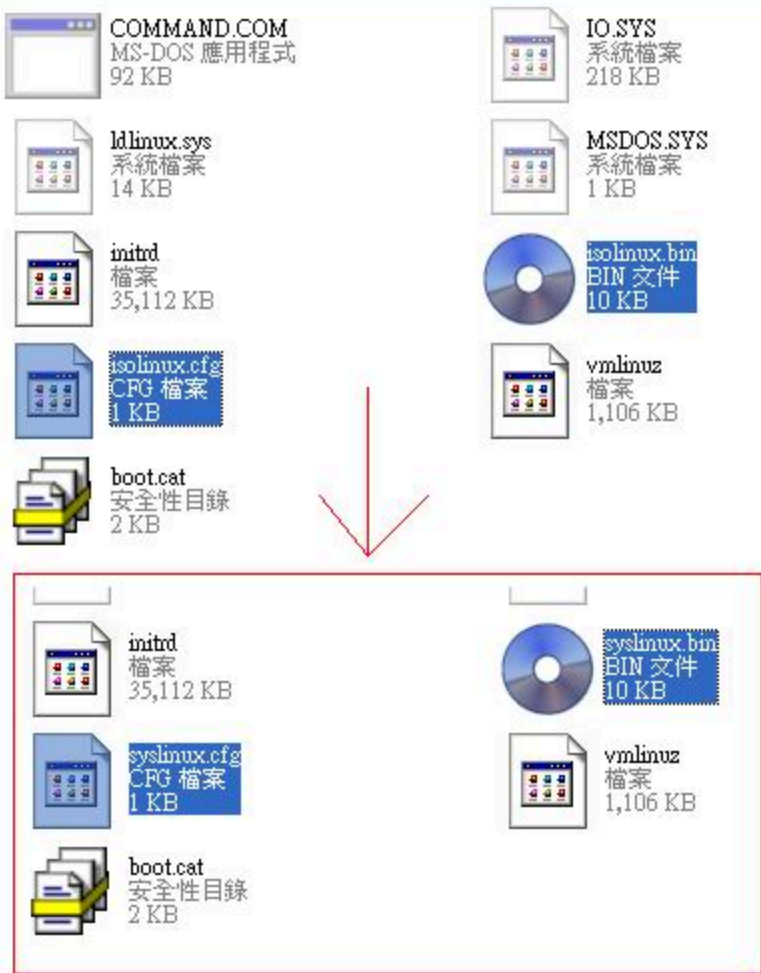 COMMAND.COM
MS-DOS 應用程式
92 KB
IO.SYS
系統檔案
218 KB
ldlinux.sys
系統檔案
14 KB
MSDOS.SYS
系統檔案
1 KB
initrd
檔案
35,112 KB
isolinux.bin
BIN 文件
10 KB
isolinux.cfg
CFG 檔案
1 KB
vmlinuz
檔案
1,106 KB
boot.cat
安全性目錄
2 KB
initrd
檔案
35,112 KB
syslinux.bin
BIN 文件
10 KB
syslinux.cfg
CFG 檔案
1 KB
vmlinuz
檔案
1,106 KB
boot.cat
安全性目錄
2 KB